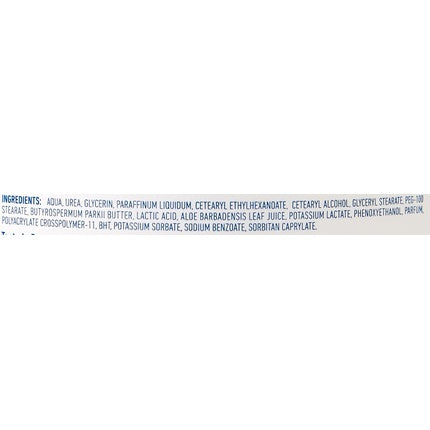 INGREDIENTS: AQUA, UREA, GLYCERIN, PARAFFINUM LIQUIDUM, CETEARYL ETHYLHEXANOATE, CETEARYL ALCOHOL, GLYCERYL STEARATE, PEG-100
STEARATE, BUTYROSPERMUM PARKII BUTTER, LACTIC ACID, ALOE BARBADENSIS LEAF JUICE, POTASSIUM LACTATE, PHENOXYETHANOL, PARFUM,
POLYACRYLATE CROSSPOLYMER-11, BHT, POTASSIUM SORBATE, SODIUM BENZOATE, SORBITAN CAPRYLATE.